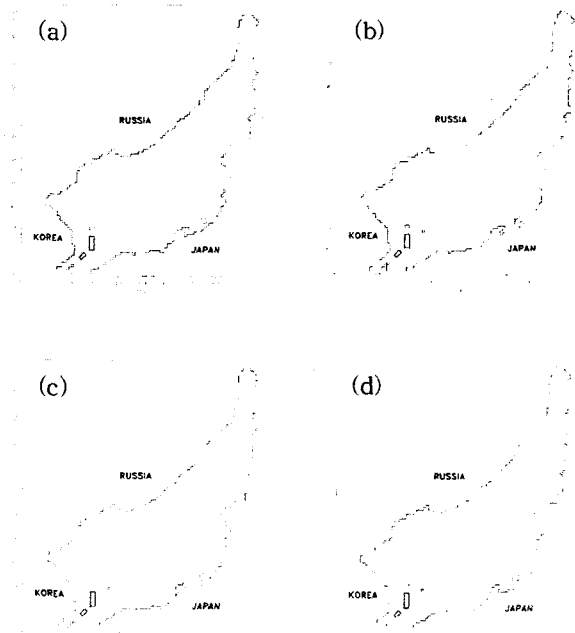 (a)
(b)
RUSSIA
RUSSIA
KOREA
KOREA
JAPAN
JAPAN
(c)
(d)
RUSSIA
RUSSIA
KOREA
KOREA
JAPAN
JAPAN